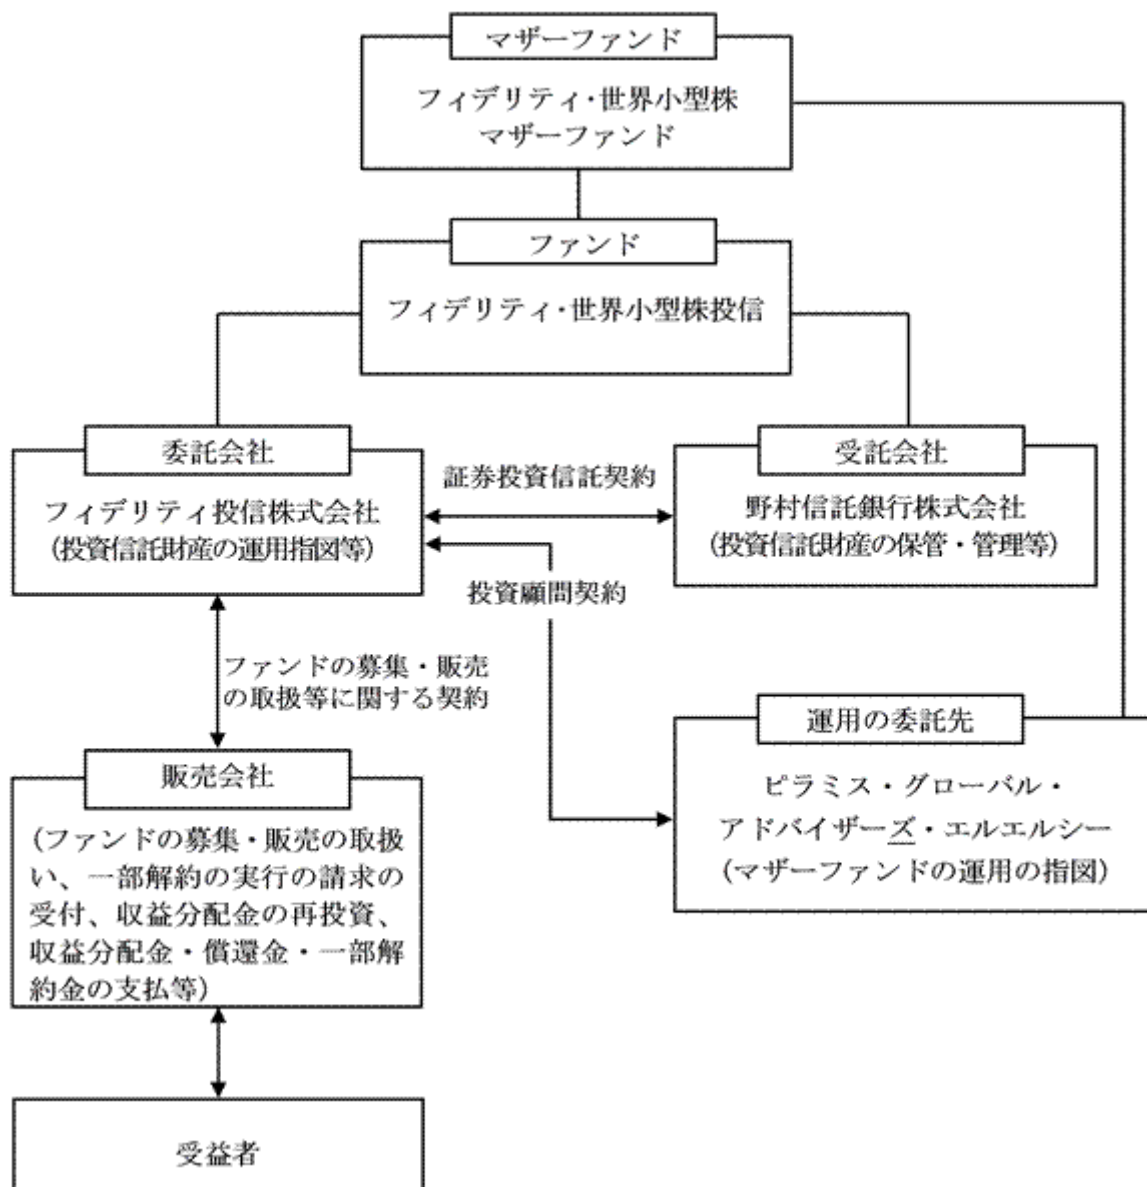 マザーファンド
フィデリティ・世界小型株
マザーファンド
ファンド
フィデリティ・世界小型株投信
委託会社
フィデリティ投信株式会社
(投資信託財産の運用指図等)
証券投資信託契約
受託会社
野村信託銀行株式会社
(投資信託財産の保管・管理等)
投資顧問契約
ファンドの募集・販売
の取扱等に関する契約
運用の委託先
ピラミス・グローバル・
アドバイザーズ・エルエルシー
(マザーファンドの運用の指図)
販売会社
(ファンドの募集・販売の取扱
い、一部解約の実行の請求の
受付、収益分配金の再投資、
収益分配金・償還金・一部解
約金の支払等)
受益者